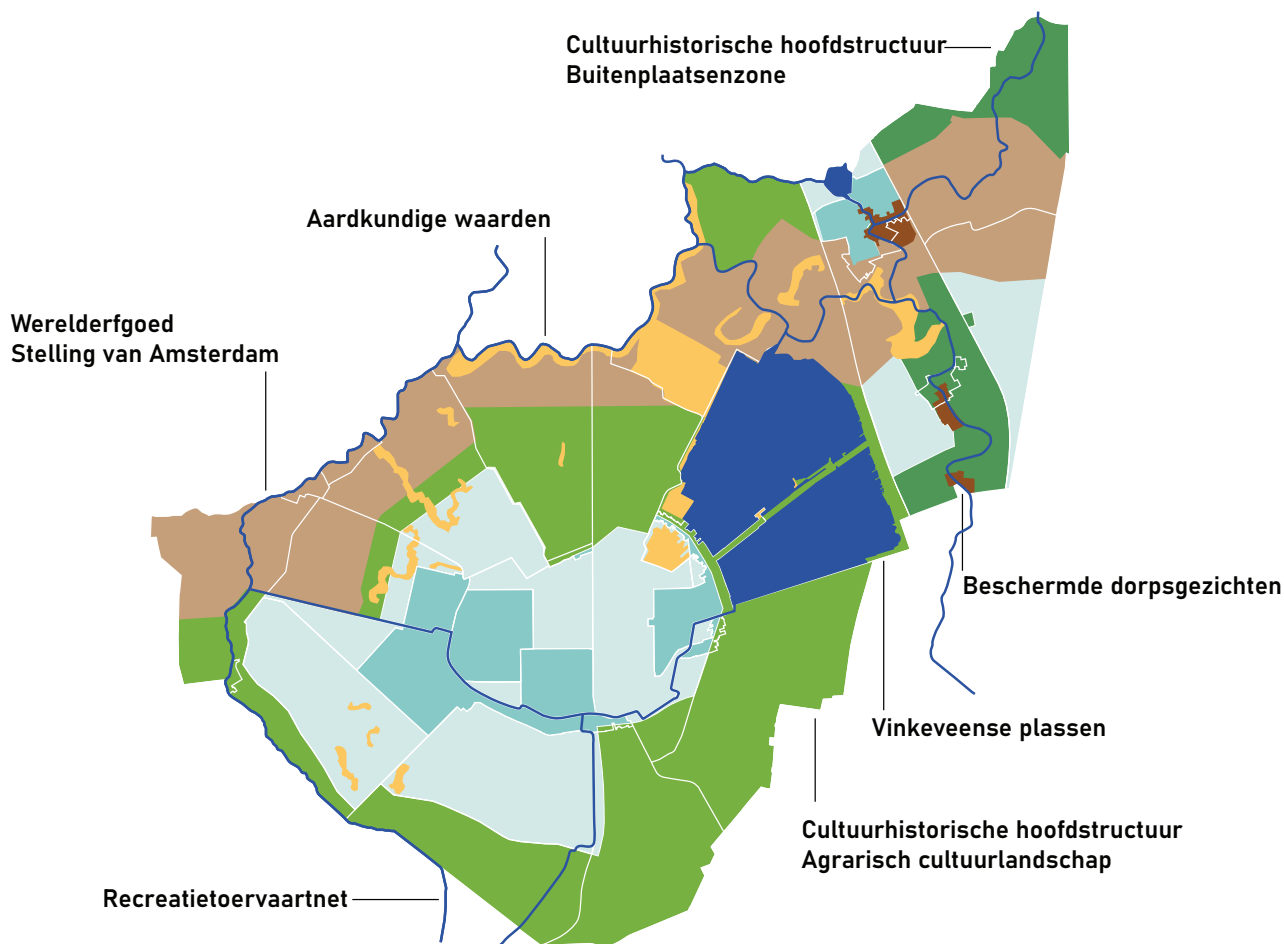 Cultuurhistorische hoofdstructuur
Buitenplaatsenzone
Aardkundige waarden
Werelderfgoed
Stelling van Amsterdam
Beschermde dorpsgezichten
Vinkeveense plassen
Cultuurhistorische hoofdstructuur
Agrarisch cultuurlandschap
Recreatietoervaartnet